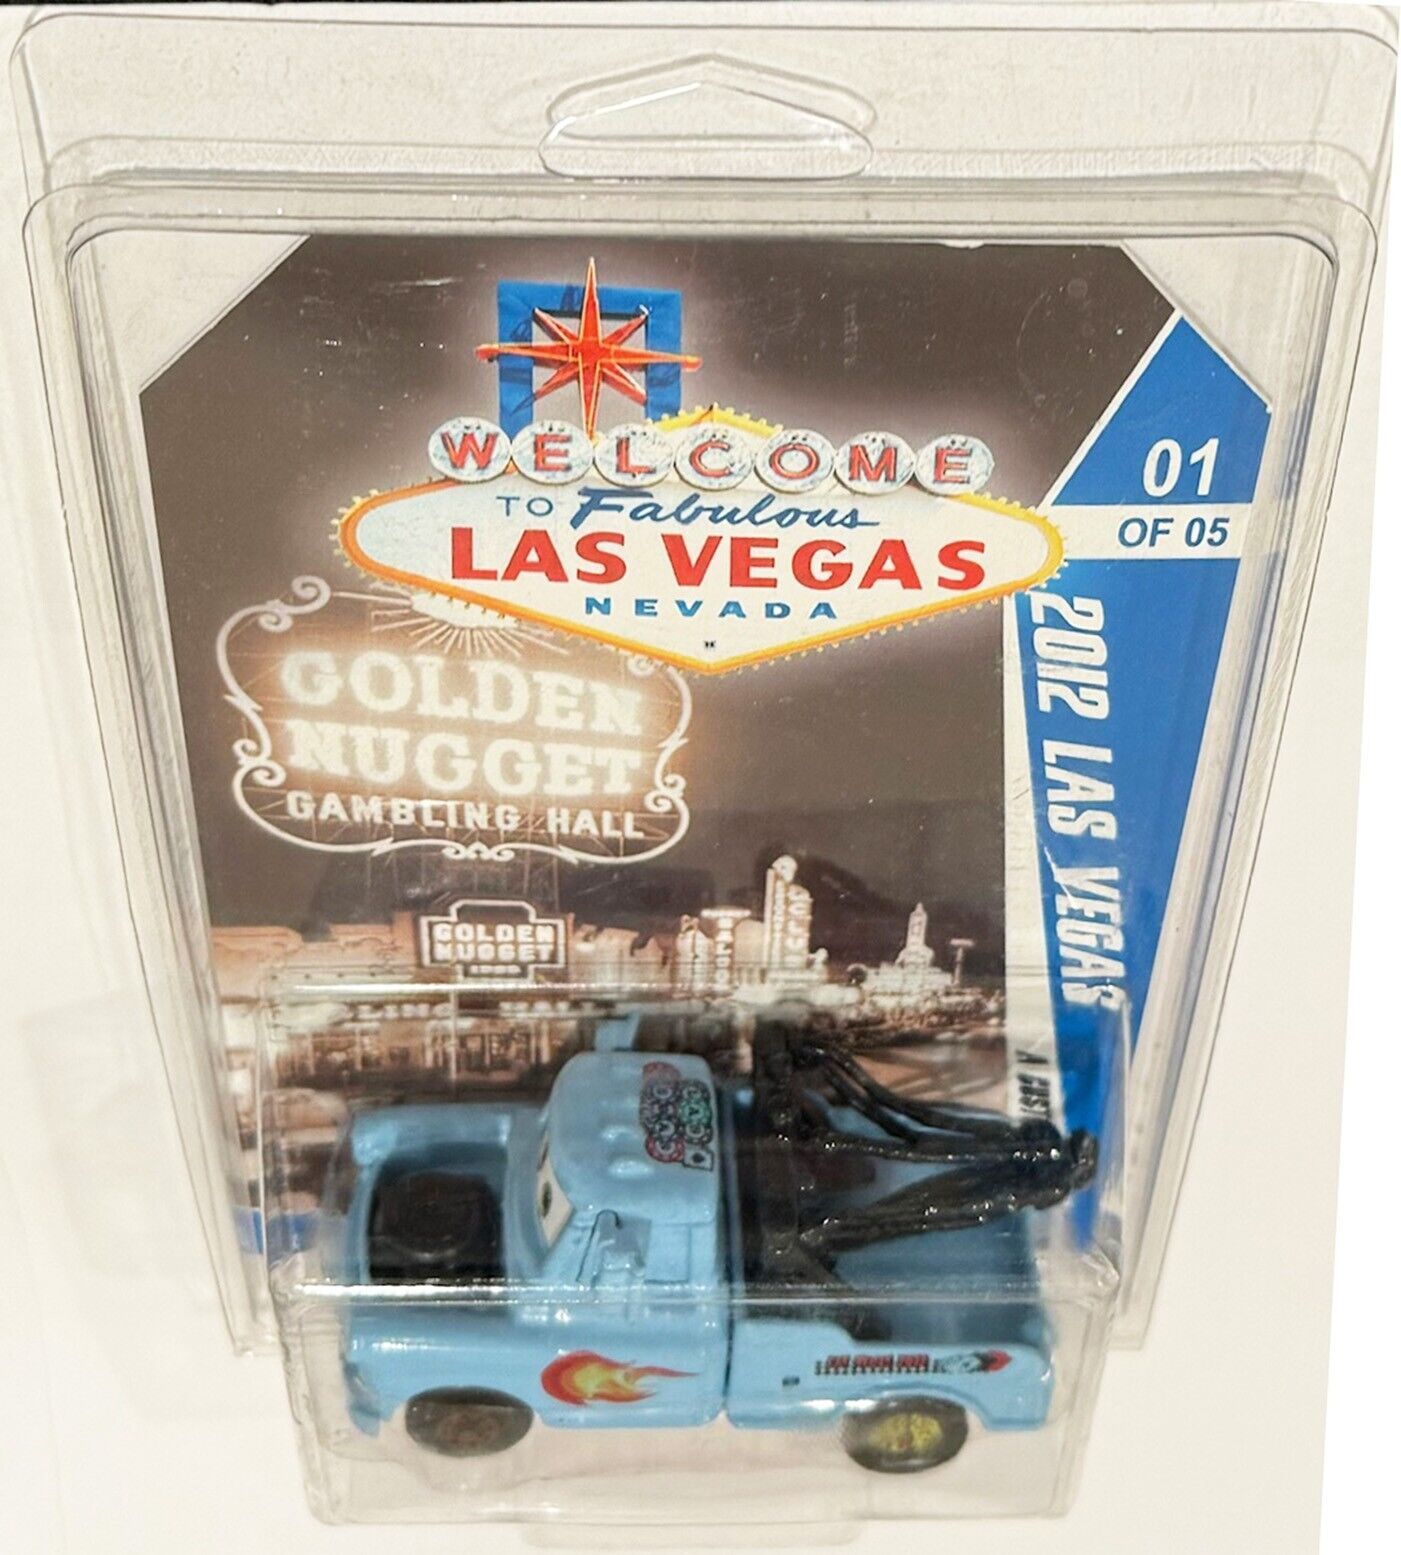 WELCOME
TO Fabulous
LAS VEGAS
NEVADA
01
OF 05
2012 LAS VEGAS
GOLDEN
NUGGET
GAMBLING HALL
GOLDEN
NUGGET